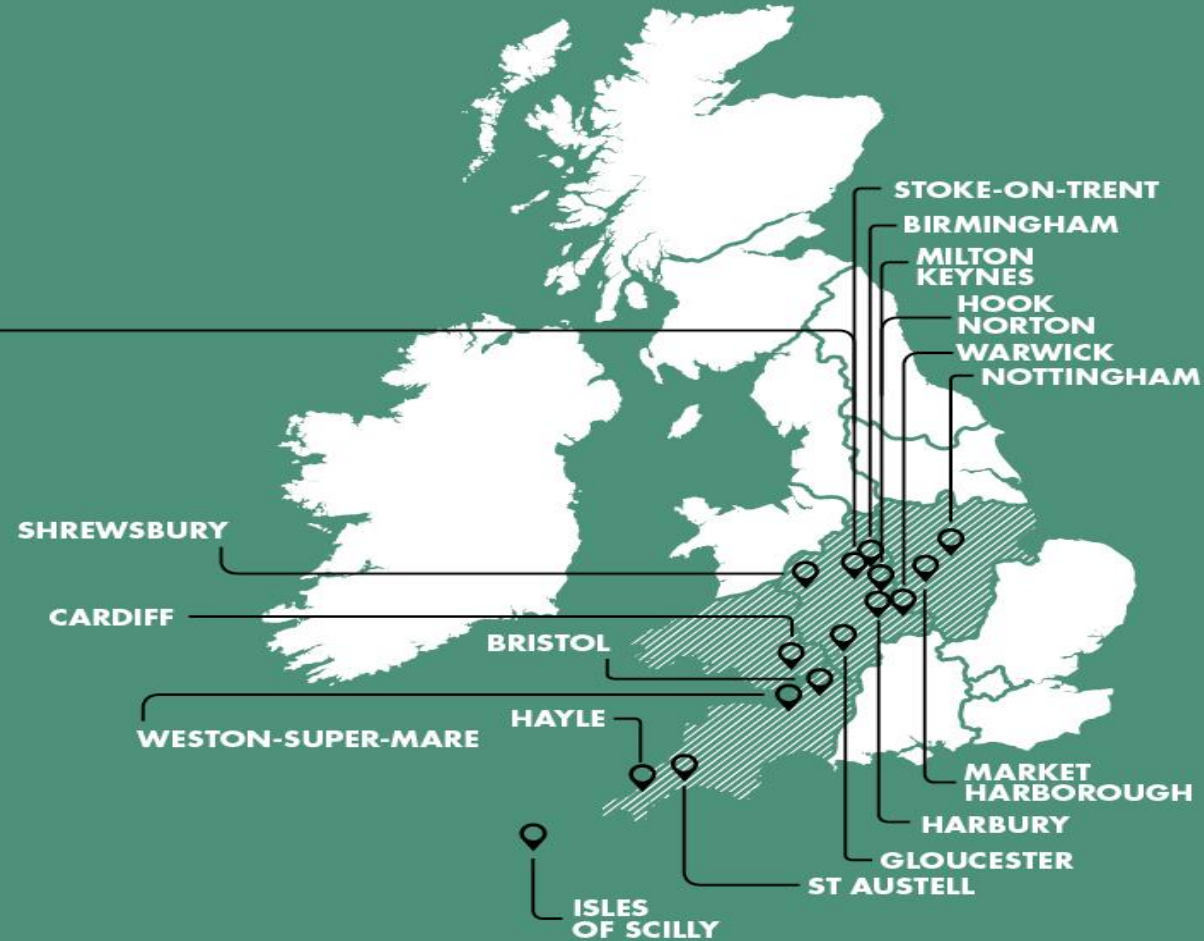 STOKE-ON-TRENT
BIRMINGHAM
MILTON
KEYNES
HOOK
NORTON
WARWICK
NOTTINGHAM
SHREWSBURY
CARDIFF
BRISTOL
WESTON-SUPER-MARE
HAYLE
MARKET
HARBOROUGH
HARBURY
GLOUCESTER
ST AUSTELL
ISLES
OF SCILLY